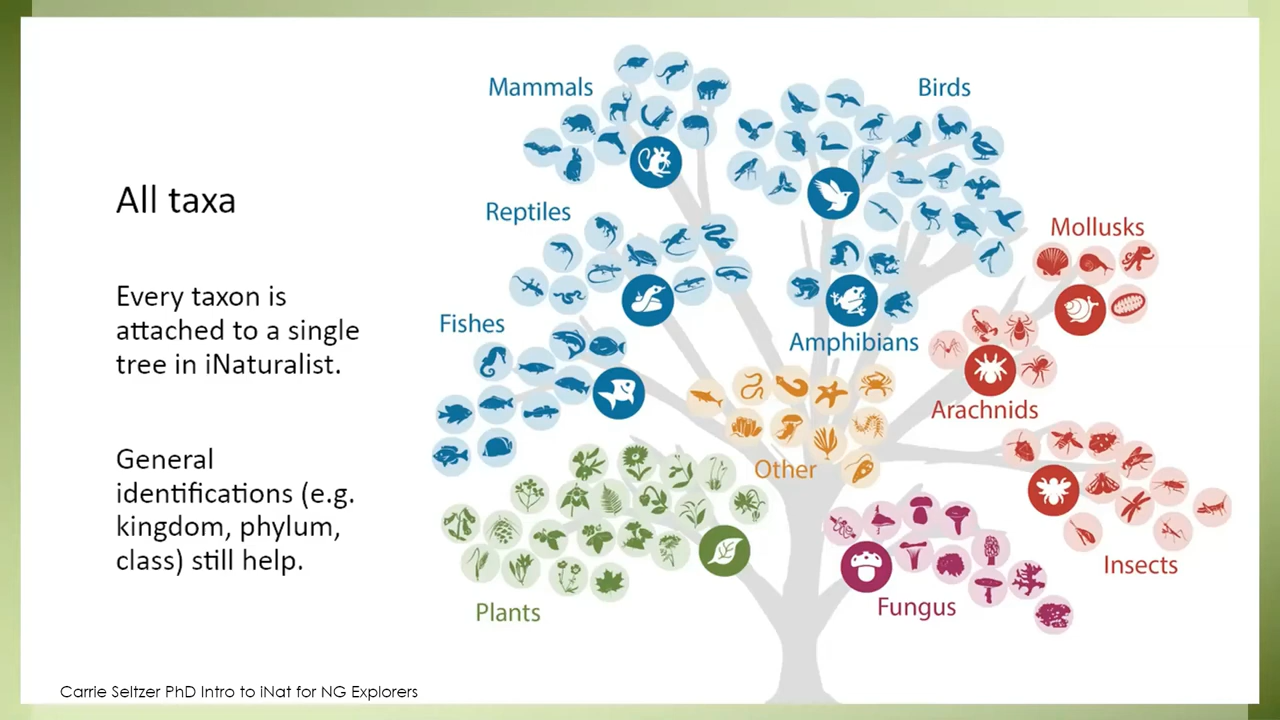 All taxa
Every taxon is
attached to a single
tree in iNaturalist.
General
identifications (e.g.
kingdom, phylum,
class) still help.
Mammals
Birds
Reptiles
Mollusks
Fishes
Amphibians
Arachnids
Other
Insects
Plants
Fungus
Carrie Seltzer PhD Intro to iNat for NG Explorers